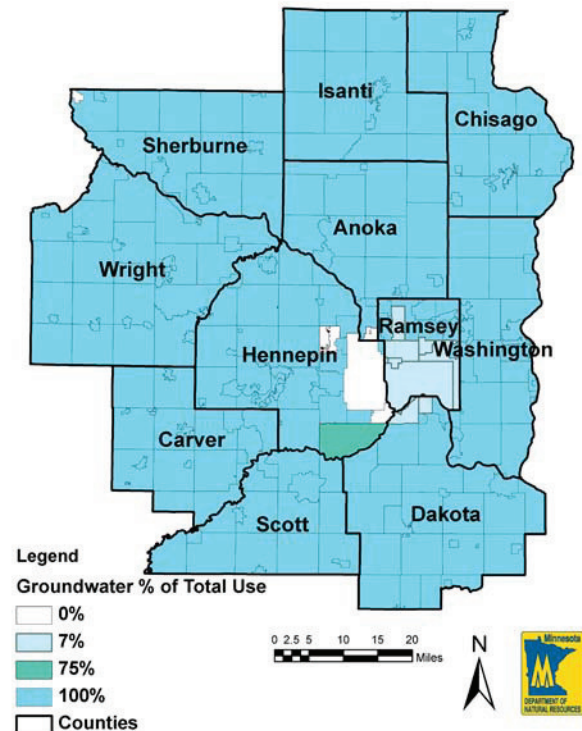 Isanti
Chisago
Sherburne
Anoka
Wright
Ramsey
Hennepin
Washington
Carver
Scott
Dakota
Legend
Groundwater % of Total Use
0%
7%
75%
100%
Counties
0 2.5 5 10 15 20
Miles
N
Minnesota
DEPARTMENT OF
NATURAL RESOURCES